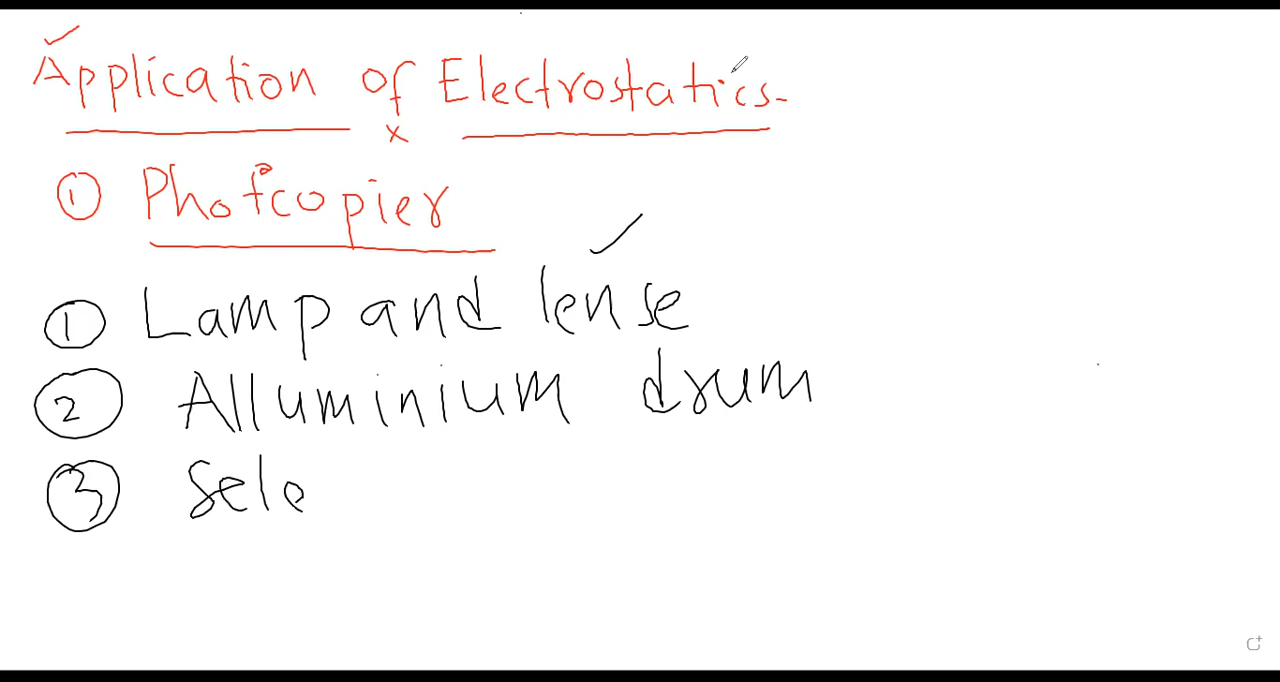 Application of Electrostatics-
① Photocopier
① Lamp and lense
② Alluminium drum
③ Sele